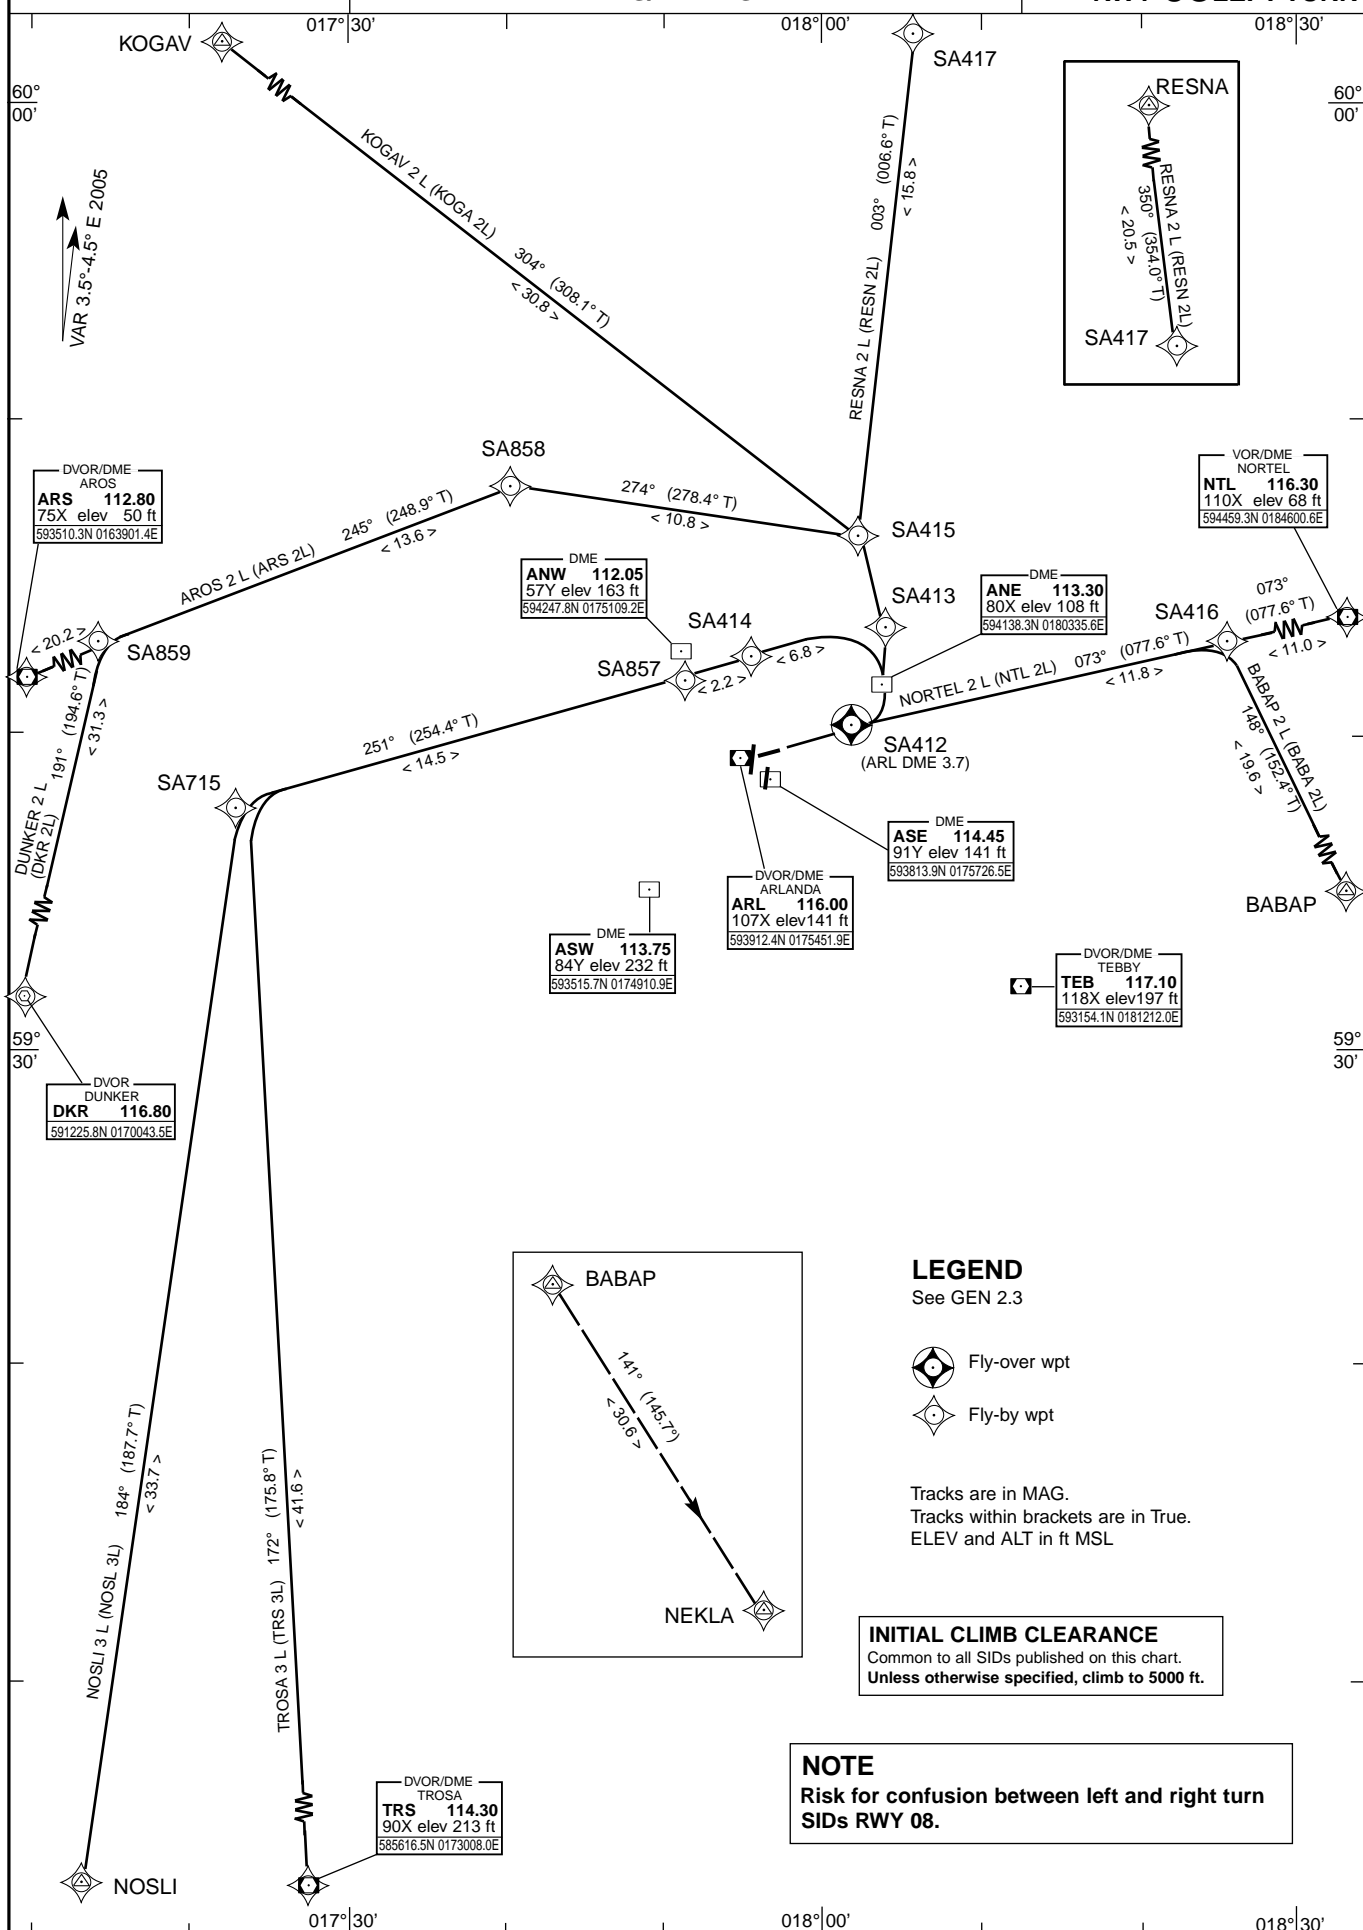 017° 30'
018° 00'
018° 30'
KOGAV
SA417
60°
00'
60°
00'
RESNA
RESNA 2 L (RESN 2L)
350° (354.0° T)
< 20.5 >
SA417
VAR 3.5°-4.5° E 2005
KOGAV 2 L (KOGA 2L) 304° (308.1° T)
< 30.8 >
RESNA 2 L (RESN 2L) 003° (006.6° T)
< 15.8 >
SA858
274° (278.4° T)
< 10.8 >
SA415
DVOR/DME
AROS
ARS 112.80
75X elev 50 ft
593510.3N 0163901.4E
AROS 2 L (ARS 2L) 245° (248.9° T)
< 13.6 >
VOR/DME
NORTEL
NTL 116.30
110X elev 68 ft
594459.3N 0184600.6E
DME
ANW 112.05
57Y elev 163 ft
594247.8N 0175109.2E
DME
ANE 113.30
80X elev 108 ft
594138.3N 0180335.6E
SA413
SA414
SA416
073°
(077.6° T)
< 11.0 >
< 20.2 >
SA859
SA857
< 2.2 >
< 6.8 >
NORTEL 2 L (NTL 2L) 073° (077.6° T)
< 11.8 >
BABAP 2 L (BABA 2L)
148° (152.4° T)
< 19.6 >
SA412
(ARL DME 3.7)
251° (254.4° T)
< 14.5 >
SA715
DUNKER 2 L 191° (194.6° T)
(DKR 2L)
< 31.3 >
DME
ASE 114.45
91Y elev 141 ft
593813.9N 0175726.5E
DVOR/DME
ARLANDA
ARL 116.00
107X elev141 ft
593912.4N 0175451.9E
BABAP
DME
ASW 113.75
84Y elev 232 ft
593515.7N 0174910.9E
DVOR/DME
TEBBY
TEB 117.10
118X elev197 ft
593154.1N 0181212.0E
59°
30'
59°
30'
DVOR
DUNKER
DKR 116.80
591225.8N 0170043.5E
BABAP
141° (145.7°)
< 30.6 >
NEKLA
LEGEND
See GEN 2.3
Fly-over wpt
Fly-by wpt
Tracks are in MAG.
Tracks within brackets are in True.
ELEV and ALT in ft MSL
NOSLI 3 L (NOSL 3L) 184° (187.7° T)
< 33.7 >
TROSA 3 L (TRS 3L) 172° (175.8° T)
< 41.6 >
INITIAL CLIMB CLEARANCE
Common to all SIDs published on this chart.
Unless otherwise specified, climb to 5000 ft.
NOTE
Risk for confusion between left and right turn
SIDs RWY 08.
DVOR/DME
TROSA
TRS 114.30
90X elev 213 ft
585616.5N 0173008.0E
NOSLI
017° 30'
018° 00'
018° 30'